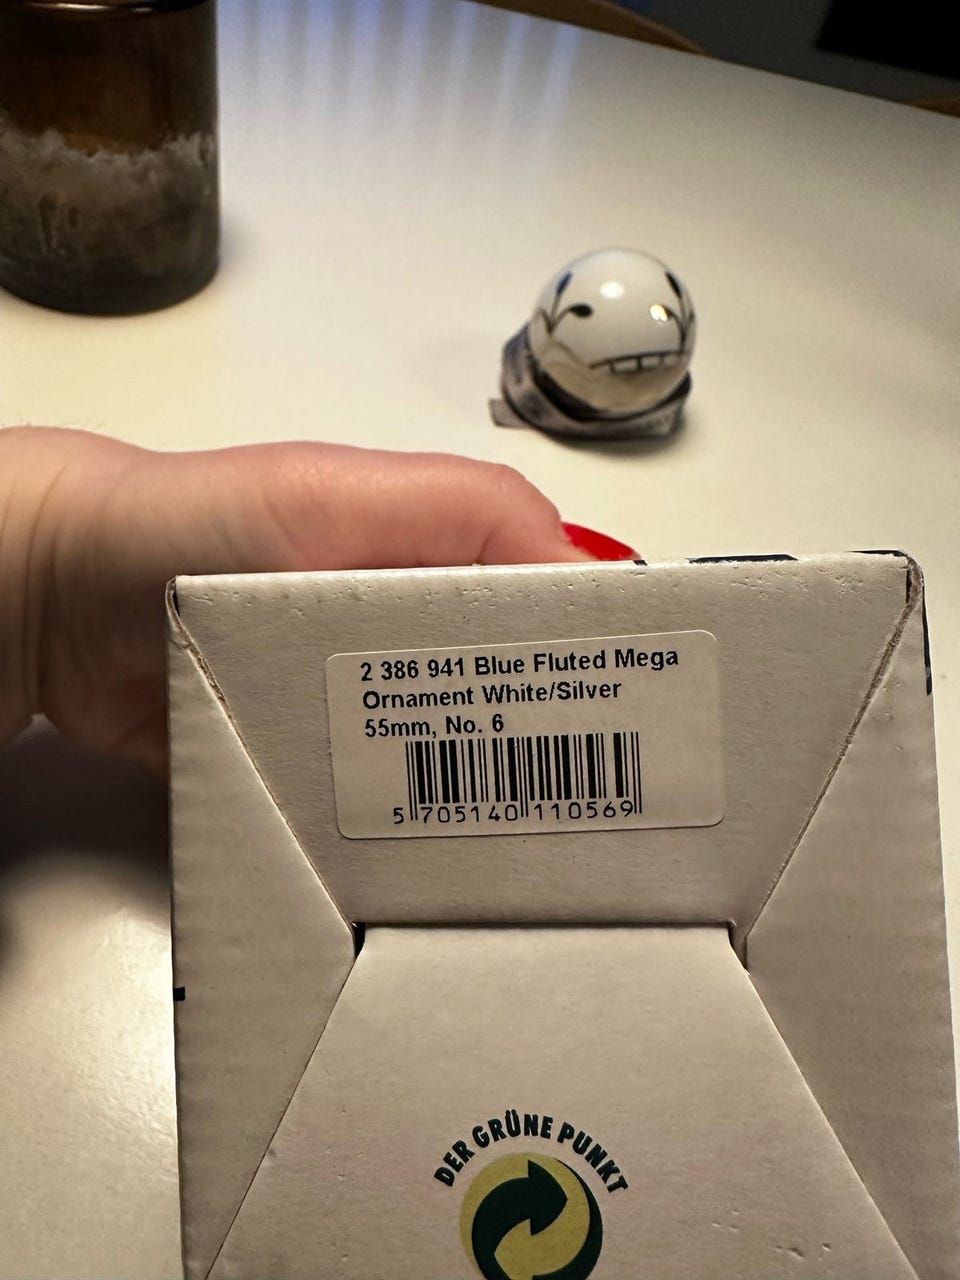 2 386 941 Blue Fluted Mega
Ornament White/Silver
55mm, No. 6
5 705140 110569
DER GRÜNE PUNKT